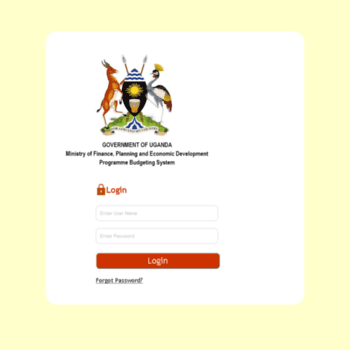 GOVERNMENT OF UGANDA
Ministry of Finance, Planning and Economic Development
Programme Budgeting System
Login
Enter User Name
Enter Password
Login
Forgot Password?